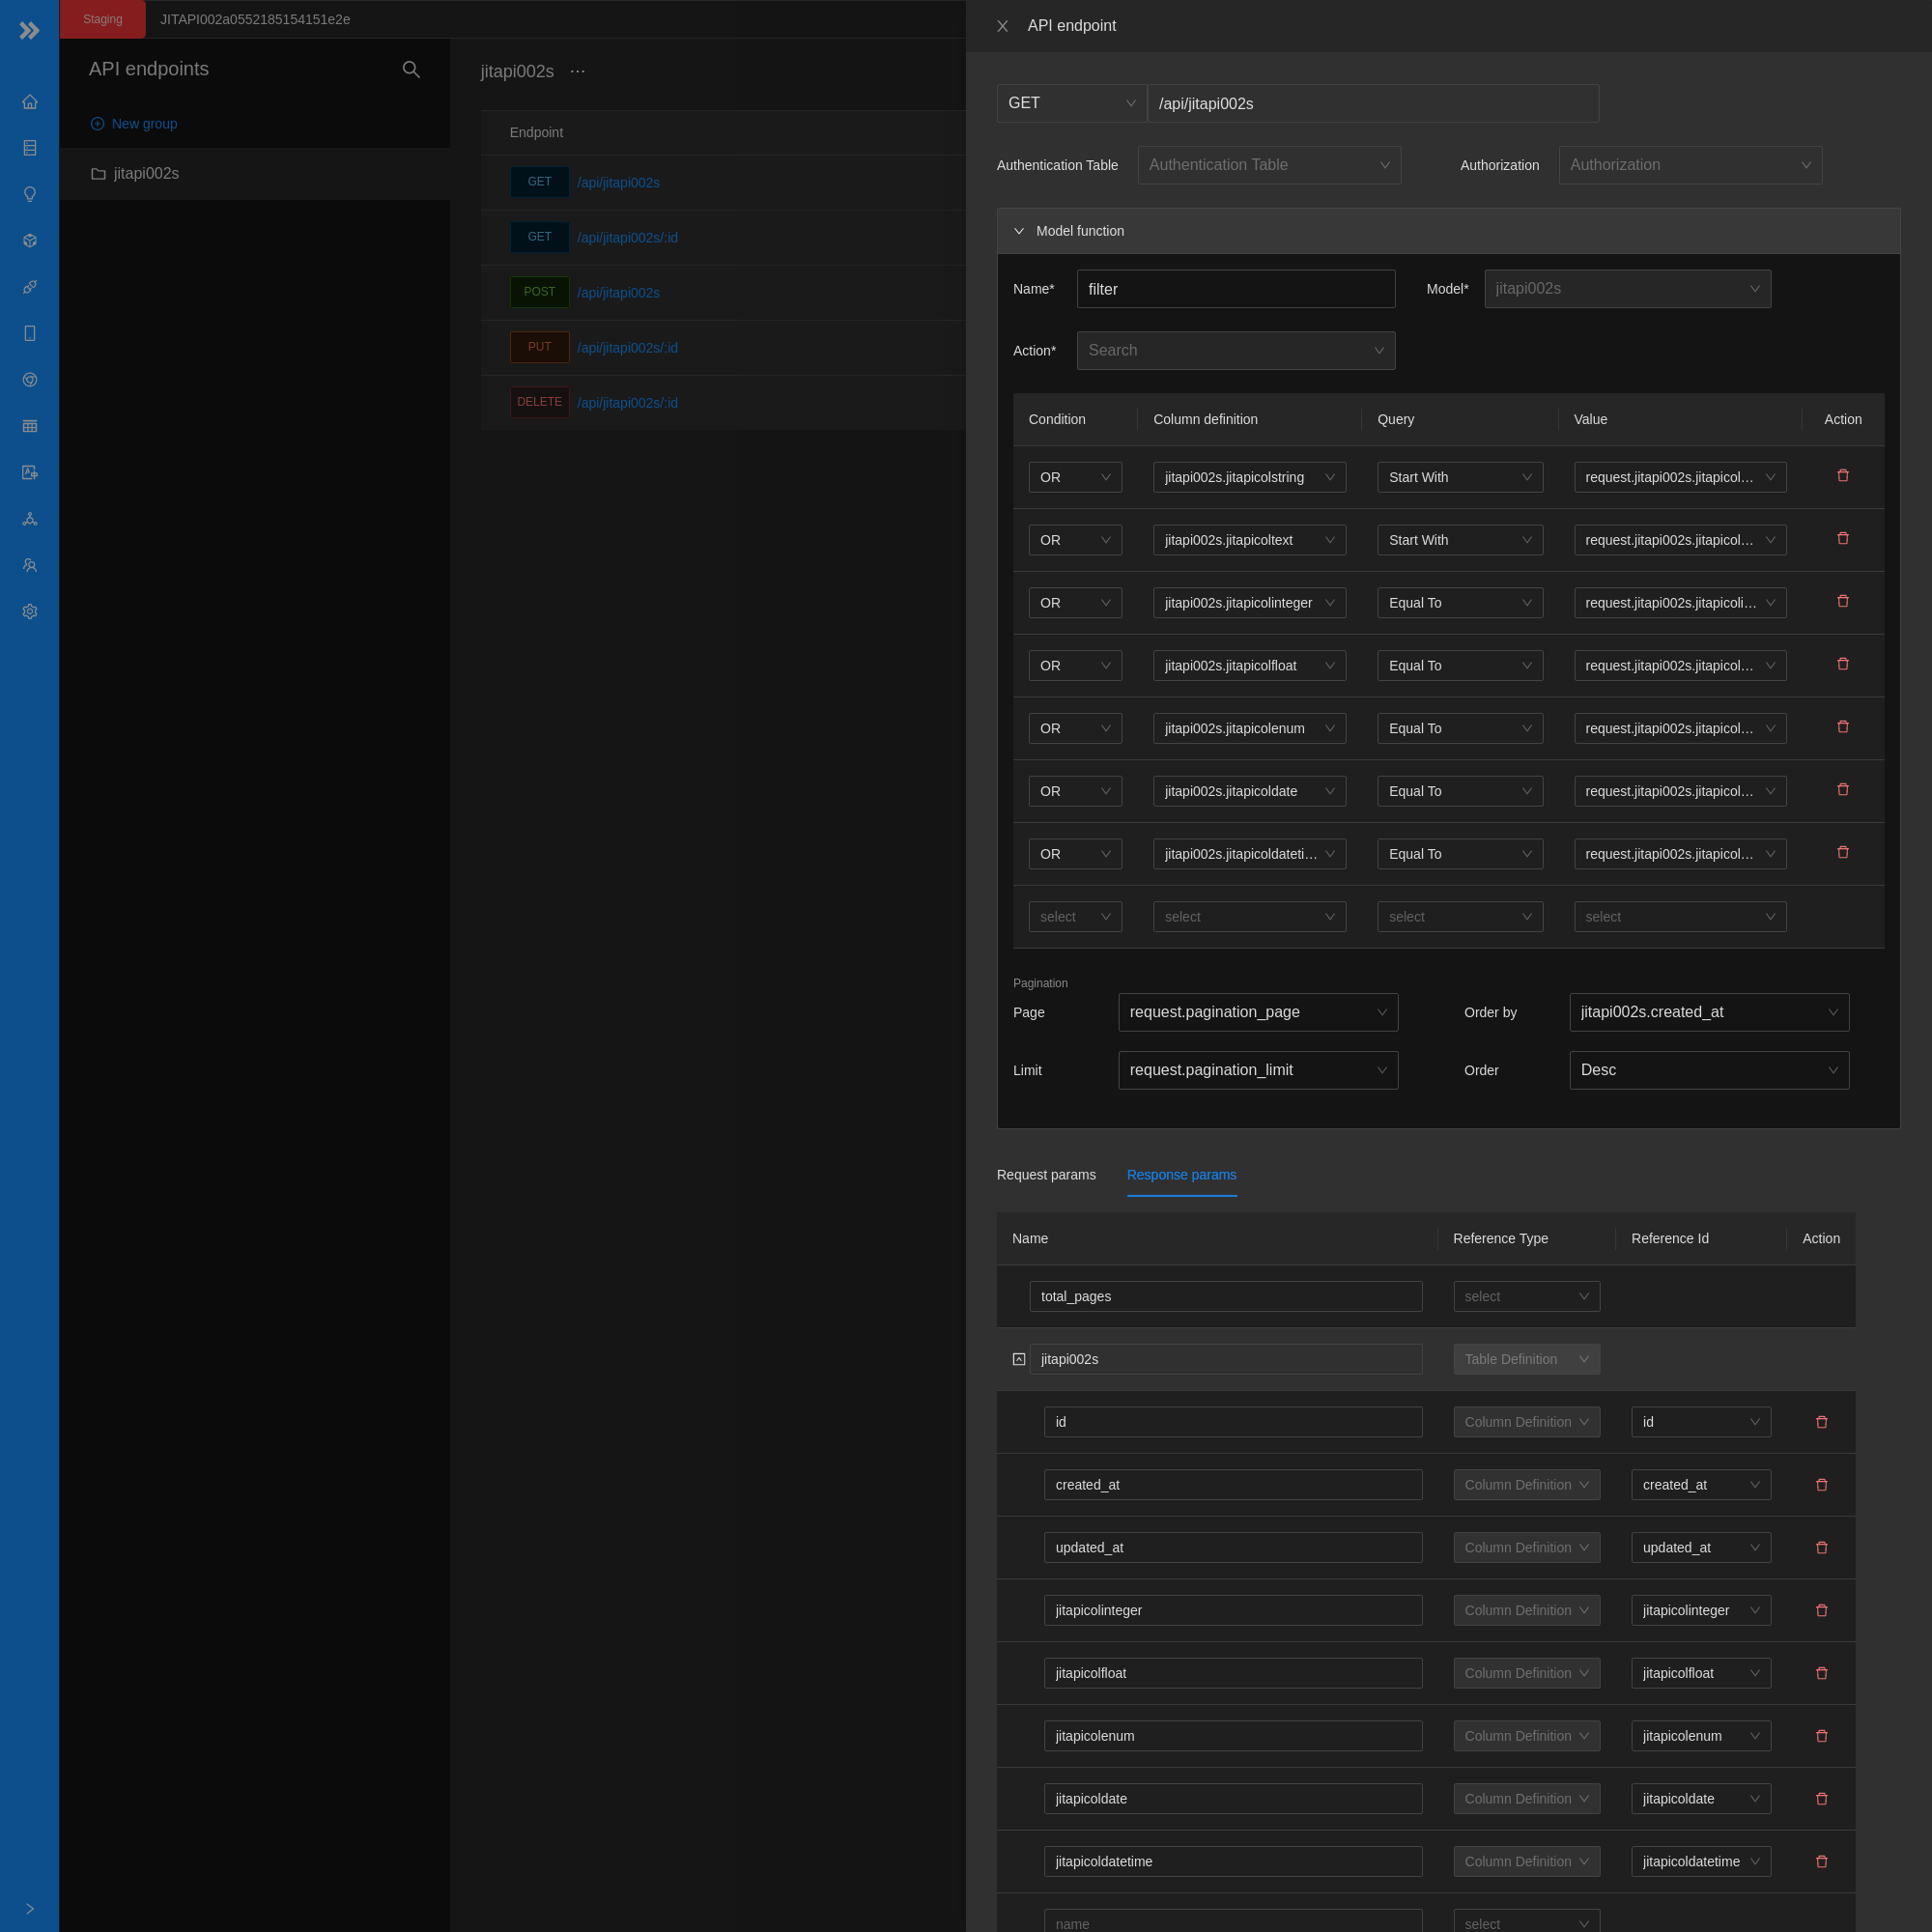 Staging
JITAPI002a0552185154151e2e
API endpoints
New group
jitapi002s
jitapi002s ···
Endpoint
GET /api/jitapi002s
GET /api/jitapi002s/:id
POST /api/jitapi002s
PUT /api/jitapi002s/:id
DELETE /api/jitapi002s/:id
API endpoint
GET /api/jitapi002s
Authentication Table Authentication Table Authorization Authorization
Model function
Name* filter Model* jitapi002s
Action* Search
Condition Column definition Query Value Action
OR jitapi002s.jitapicolstring Start With request.jitapi002s.jitapicol…
OR jitapi002s.jitapicoltext Start With request.jitapi002s.jitapicol…
OR jitapi002s.jitapicolinteger Equal To request.jitapi002s.jitapicoli…
OR jitapi002s.jitapicolfloat Equal To request.jitapi002s.jitapicol…
OR jitapi002s.jitapicolenum Equal To request.jitapi002s.jitapicol…
OR jitapi002s.jitapicoldate Equal To request.jitapi002s.jitapicol…
OR jitapi002s.jitapicoldateti… Equal To request.jitapi002s.jitapicol…
select select select select
Pagination
Page request.pagination_page Order by jitapi002s.created_at
Limit request.pagination_limit Order Desc
Request params Response params
Name Reference Type Reference Id Action
total_pages select
jitapi002s Table Definition
id Column Definition id
created_at Column Definition created_at
updated_at Column Definition updated_at
jitapicolinteger Column Definition jitapicolinteger
jitapicolfloat Column Definition jitapicolfloat
jitapicolenum Column Definition jitapicolenum
jitapicoldate Column Definition jitapicoldate
jitapicoldatetime Column Definition jitapicoldatetime
name select